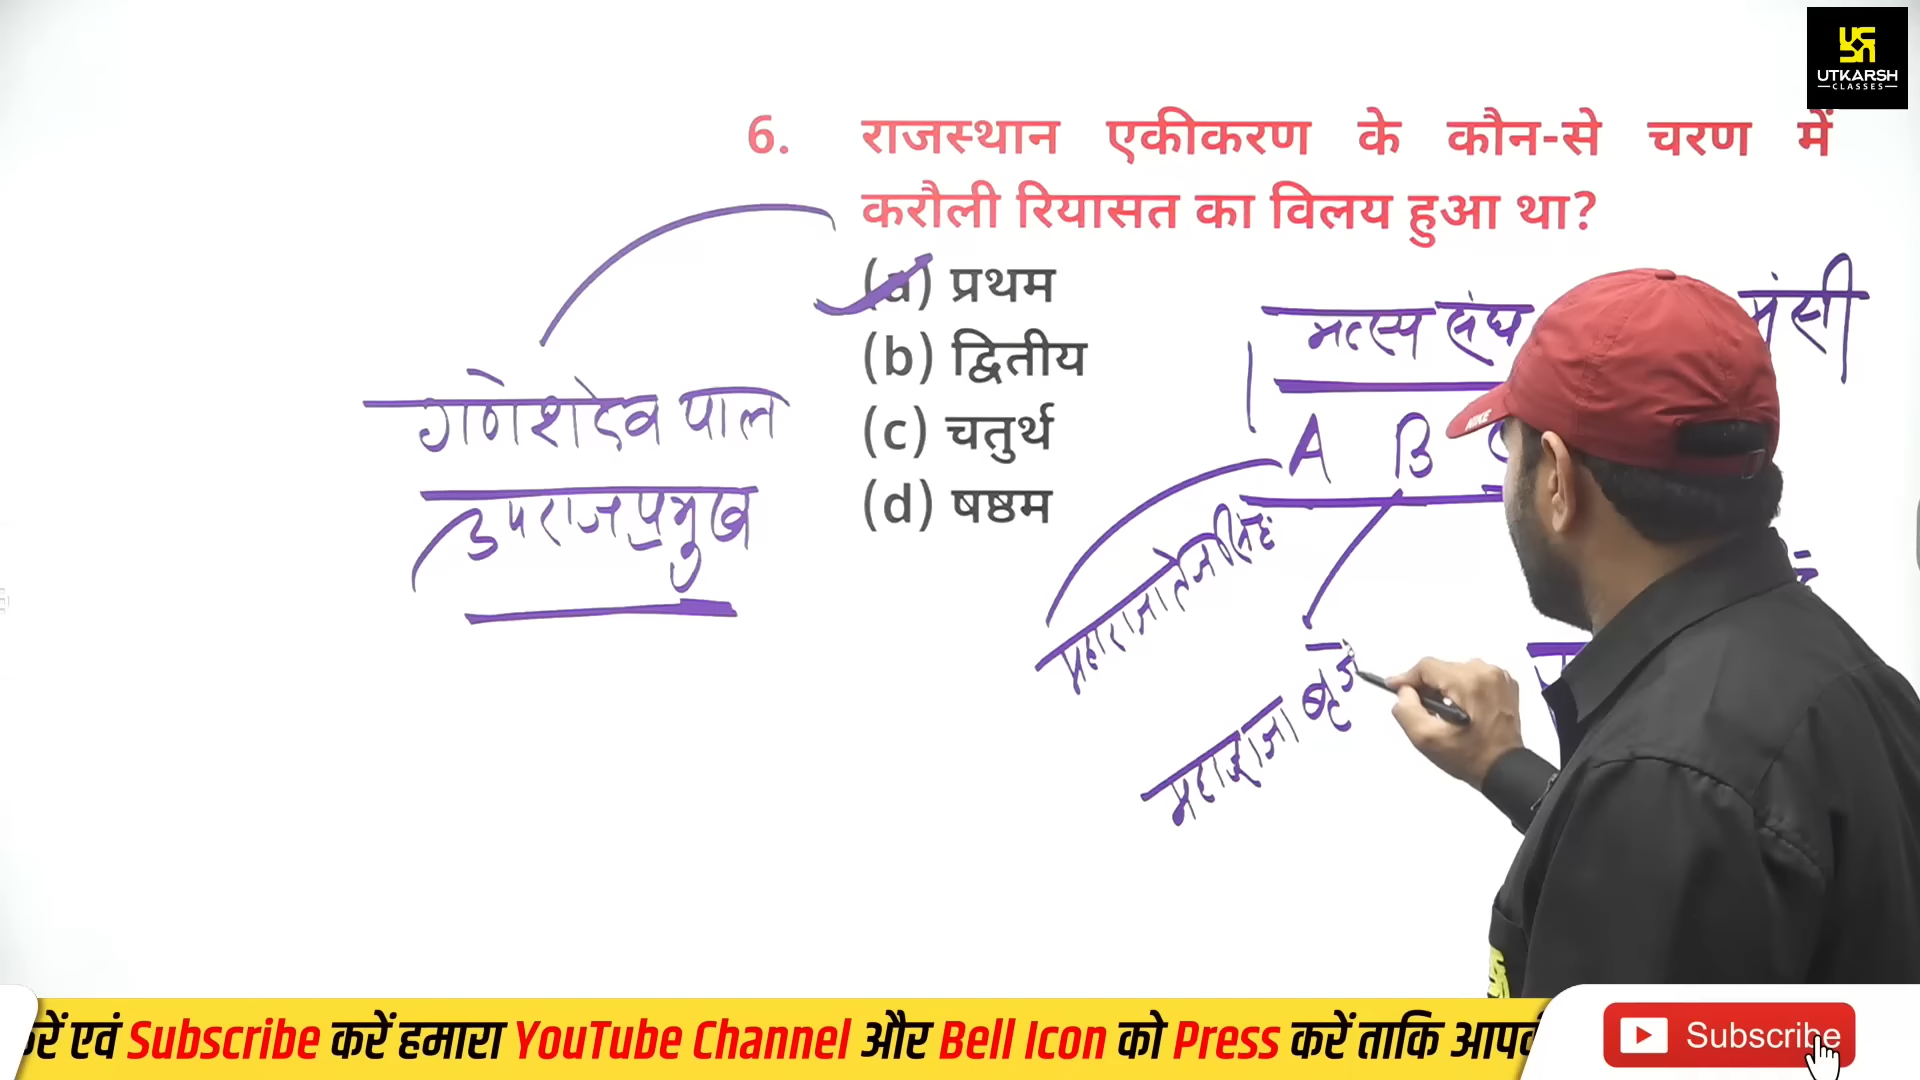 UTKARSH
CLASSES
6. राजस्थान एकीकरण के कौन-से चरण में
करौली रियासत का विलय हुआ था?
(a) प्रथम
(b) द्वितीय
(c) चतुर्थ
(d) षष्ठम
मत्स्य संघ
A B
गणेशदेव पाल
उपराजप्रमुख
महाराजा तेजसिंह
महाराजा
रें एवं Subscribe करें हमारा YouTube Channel और Bell Icon को Press करें ताकि
Subscribe